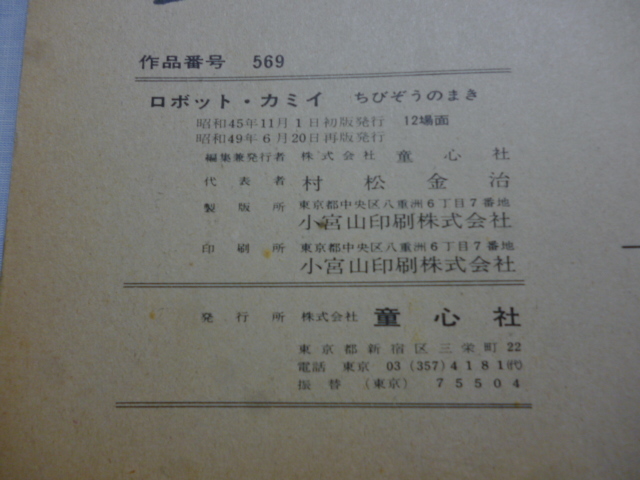 作品番号 569
ロボット・カミイ ちびぞうのまき
昭和45年11月1日初版発行 12場面
昭和49年6月20日再版発行
編集兼発行者 株式会社 童心社
代表者 村松金治
製版所 東京都中央区八重洲6丁目7番地
小宮山印刷株式会社
印刷所 東京都中央区八重洲6丁目7番地
小宮山印刷株式会社
発行所 株式会社 童心社
東京都新宿区三栄町22
電話 東京 03(357)4181㈹
振替 (東京) 75504